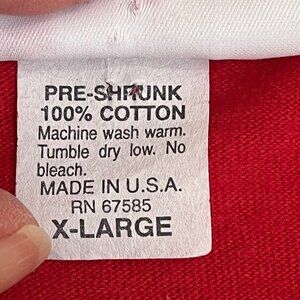 PRE-SHRUNK
100% COTTON
Machine wash warm.
Tumble dry low. No
bleach.
MADE IN U.S.A.
RN 67585
X-LARGE